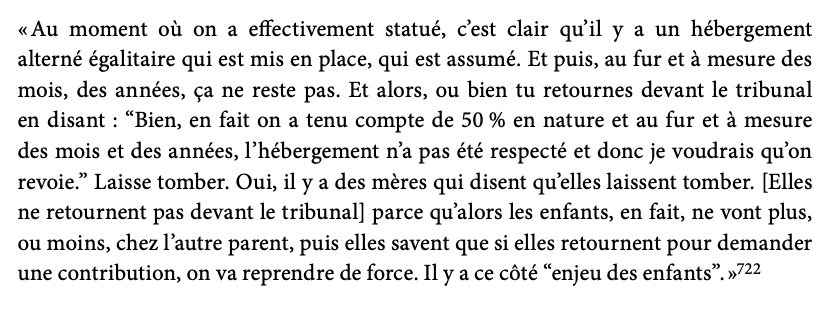 « Au moment où on a effectivement statué, c’est clair qu’il y a un hébergement
alterné égalitaire qui est mis en place, qui est assumé. Et puis, au fur et à mesure des
mois, des années, ça ne reste pas. Et alors, ou bien tu retournes devant le tribunal
en disant : “Bien, en fait on a tenu compte de 50 % en nature et au fur et à mesure
des mois et des années, l’hébergement n’a pas été respecté et donc je voudrais qu’on
revoie.” Laisse tomber. Oui, il y a des mères qui disent qu’elles laissent tomber. [Elles
ne retournent pas devant le tribunal] parce qu’alors les enfants, en fait, ne vont plus,
ou moins, chez l’autre parent, puis elles savent que si elles retournent pour demander
une contribution, on va reprendre de force. Il y a ce côté “enjeu des enfants”. »722